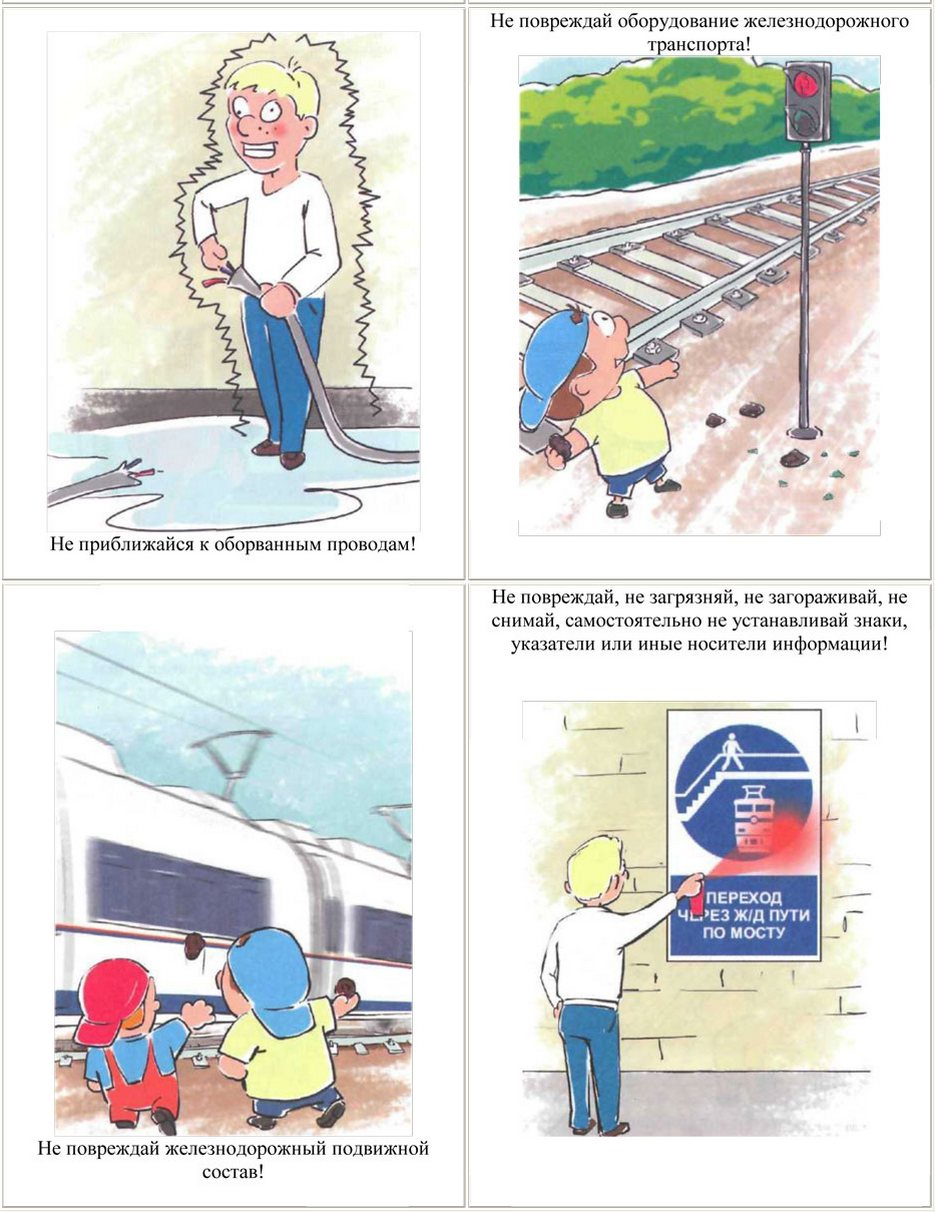 Не приближайся к оборванным проводам!
Не повреждай оборудование железнодорожного
транспорта!
Не повреждай железнодорожный подвижной
состав!
Не повреждай, не загрязняй, не загораживай, не
снимай, самостоятельно не устанавливай знаки,
указатели или иные носители информации!
ПЕРЕХОД
ЧЕРЕЗ Ж/Д ПУТИ
ПО МОСТУ